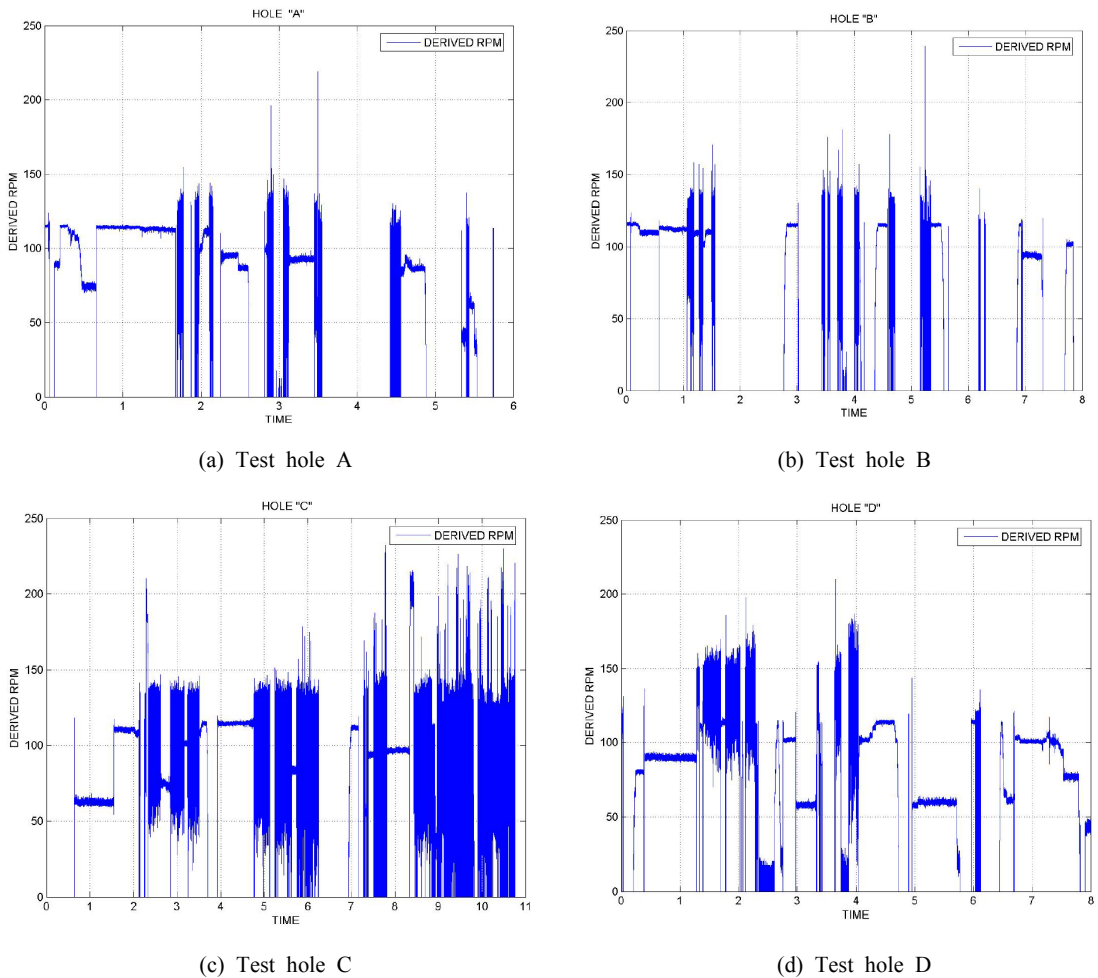 HOLE "A"
250
200
150
100
50
0
DERIVED RPM
DERIVED RPM
0 1 2 3 4 5 6
TIME
(a) Test hole A
HOLE "B"
250
200
150
100
50
0
DERIVED RPM
DERIVED RPM
0 1 2 3 4 5 6 7 8
TIME
(b) Test hole B
HOLE "C"
250
200
150
100
50
0
DERIVED RPM
DERIVED RPM
0 1 2 3 4 5 6 7 8 9 10 11
TIME
(c) Test hole C
HOLE "D"
250
200
150
100
50
0
DERIVED RPM
DERIVED RPM
0 1 2 3 4 5 6 7 8
TIME
(d) Test hole D